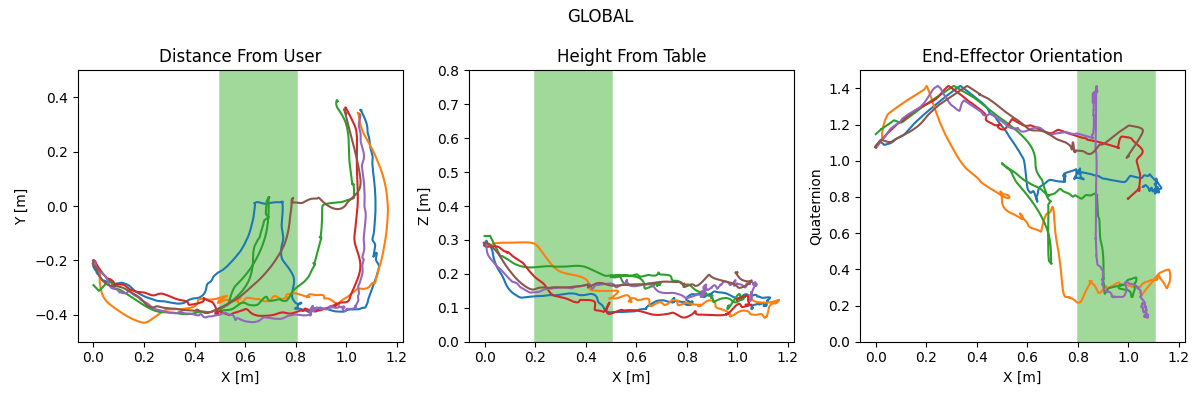 GLOBAL
Distance From User
Height From Table
End-Effector Orientation
Y [m]
0.4
0.2
0.0
−0.2
−0.4
0.0 0.2 0.4 0.6 0.8 1.0 1.2
X [m]
Z [m]
0.8
0.7
0.6
0.5
0.4
0.3
0.2
0.1
0.0
0.0 0.2 0.4 0.6 0.8 1.0 1.2
X [m]
Quaternion
1.4
1.2
1.0
0.8
0.6
0.4
0.2
0.0
0.0 0.2 0.4 0.6 0.8 1.0 1.2
X [m]